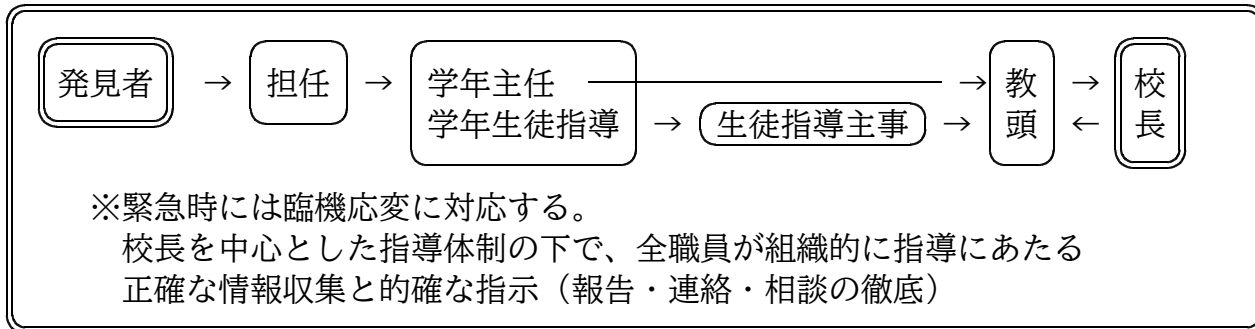 発見者 → 担任 → 学年主任 → 教頭 → 校長
学年生徒指導 → 生徒指導主事 → ←
※緊急時には臨機応変に対応する。
校長を中心とした指導体制の下で、全職員が組織的に指導にあたる
正確な情報収集と的確な指示（報告・連絡・相談の徹底）